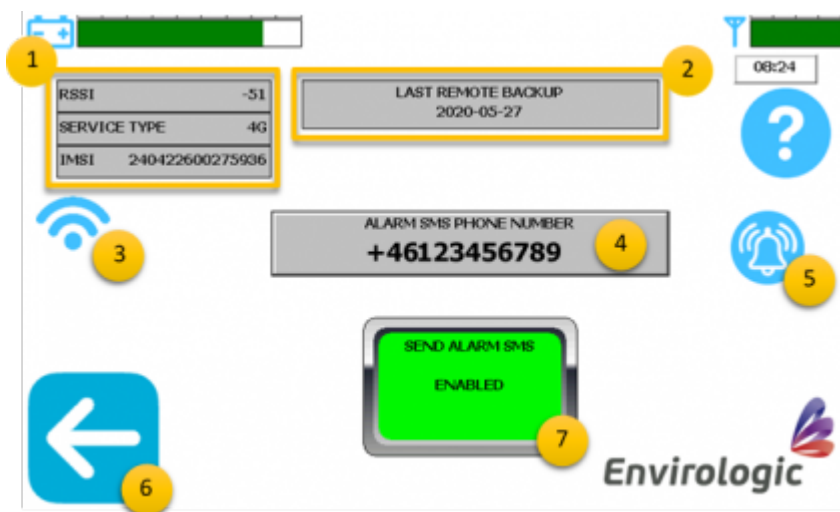 1
RSSI -51
SERVICE TYPE 4G
IMSI 240422600275936
LAST REMOTE BACKUP
2020-05-27
2
08:24
?
3
ALARM SMS PHONE NUMBER
+46123456789
4
5
SEND ALARM SMS
ENABLED
7
6
Envirologic